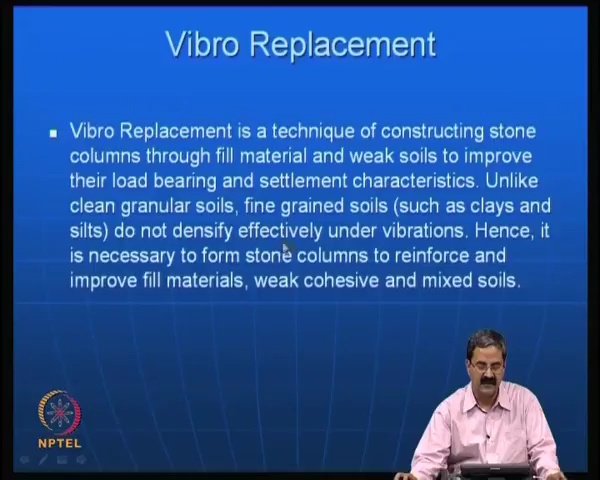 Vibro Replacement
Vibro Replacement is a technique of constructing stone
columns through fill material and weak soils to improve
their load bearing and settlement characteristics. Unlike
clean granular soils, fine grained soils (such as clays and
silts) do not densify effectively under vibrations. Hence, it
is necessary to form stone columns to reinforce and
improve fill materials, weak cohesive and mixed soils.
NPTEL